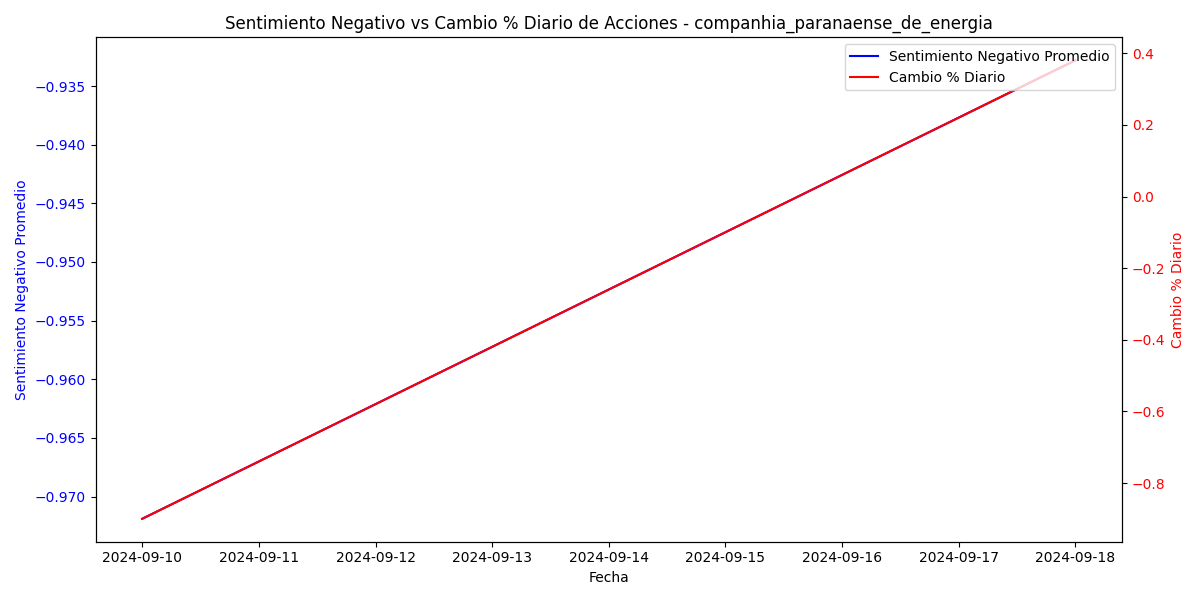 Sentimiento Negativo vs Cambio % Diario de Acciones - companhia_paranaense_de_energia
Sentimiento Negativo Promedio
Cambio % Diario
−0.935
−0.940
−0.945
−0.950
−0.955
−0.960
−0.965
−0.970
Sentimiento Negativo Promedio
0.4
0.2
0.0
−0.2
−0.4
−0.6
−0.8
Cambio % Diario
2024-09-10 2024-09-11 2024-09-12 2024-09-13 2024-09-14 2024-09-15 2024-09-16 2024-09-17 2024-09-18
Fecha